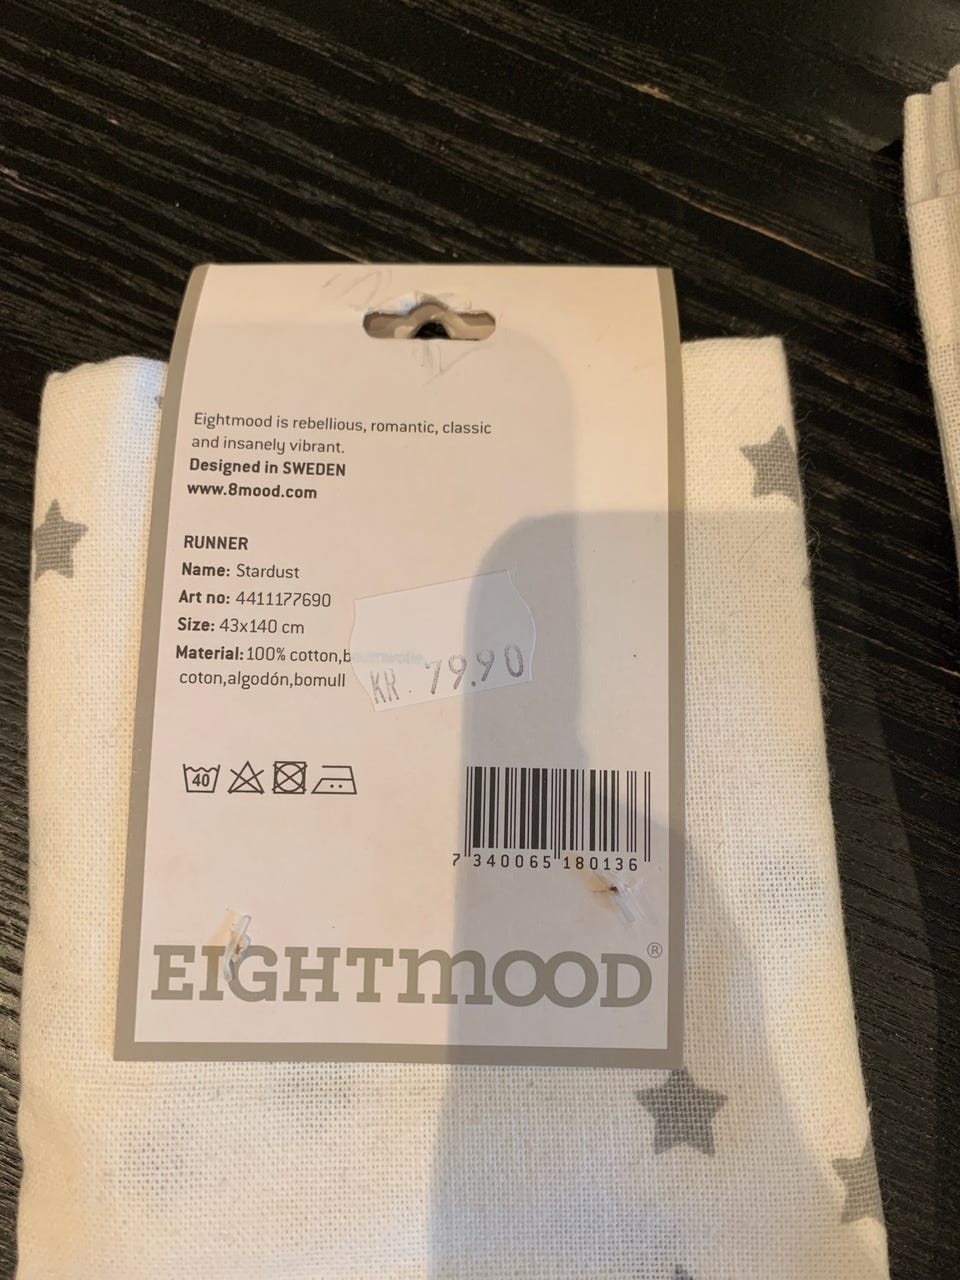 Eightmood is rebellious, romantic, classic
and insanely vibrant.
Designed in SWEDEN
www.8mood.com
RUNNER
Name: Stardust
Art no: 4411177690
Size: 43x140 cm
Material: 100% cotton,baumwolle,
coton,algodón,bomull
KR. 79.90
40
7 340065 180136
EIGHTMOOD®